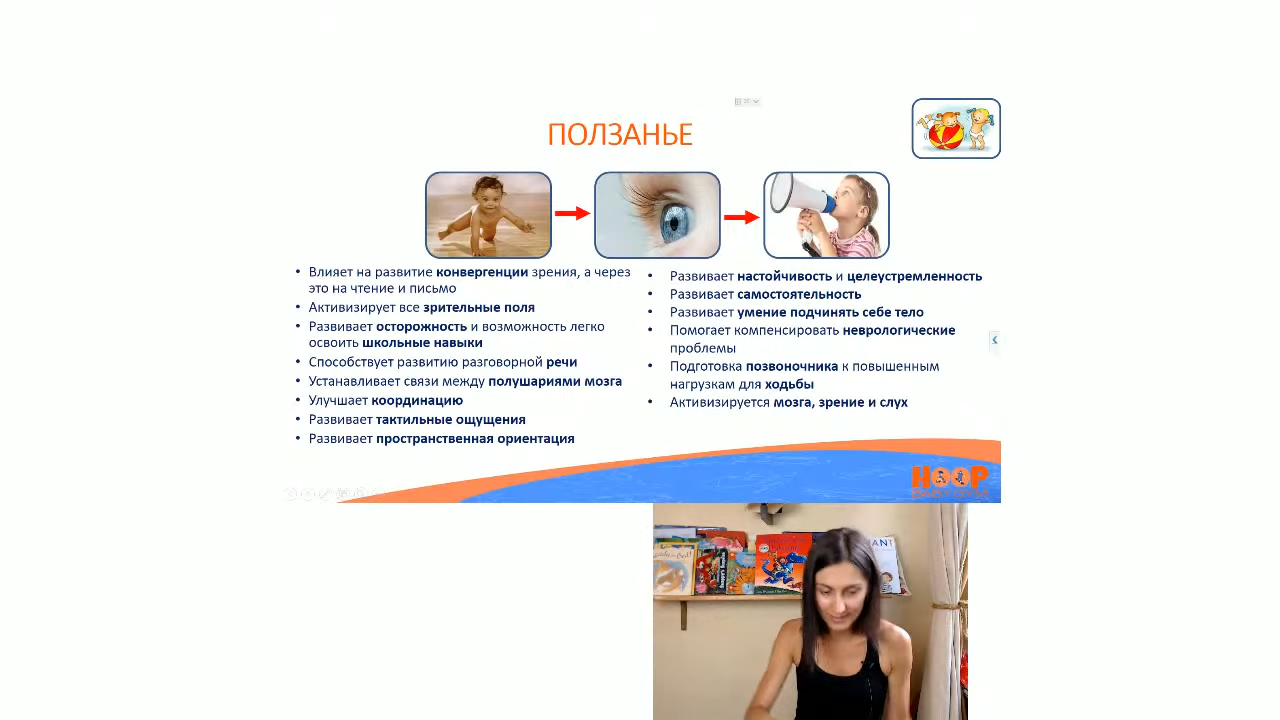 ПОЛЗАНЬЕ
• Влияет на развитие конвергенции зрения, а через
это на чтение и письмо
• Активизирует все зрительные поля
• Развивает осторожность и возможность легко
освоить школьные навыки
• Способствует развитию разговорной речи
• Устанавливает связи между полушариями мозга
• Улучшает координацию
• Развивает тактильные ощущения
• Развивает пространственная ориентация
• Развивает настойчивость и целеустремленность
• Развивает самостоятельность
• Развивает умение подчинять себе тело
• Помогает компенсировать неврологические
проблемы
• Подготовка позвоночника к повышенным
нагрузкам для ходьбы
• Активизируется мозга, зрение и слух
HOOP
BABY GYM